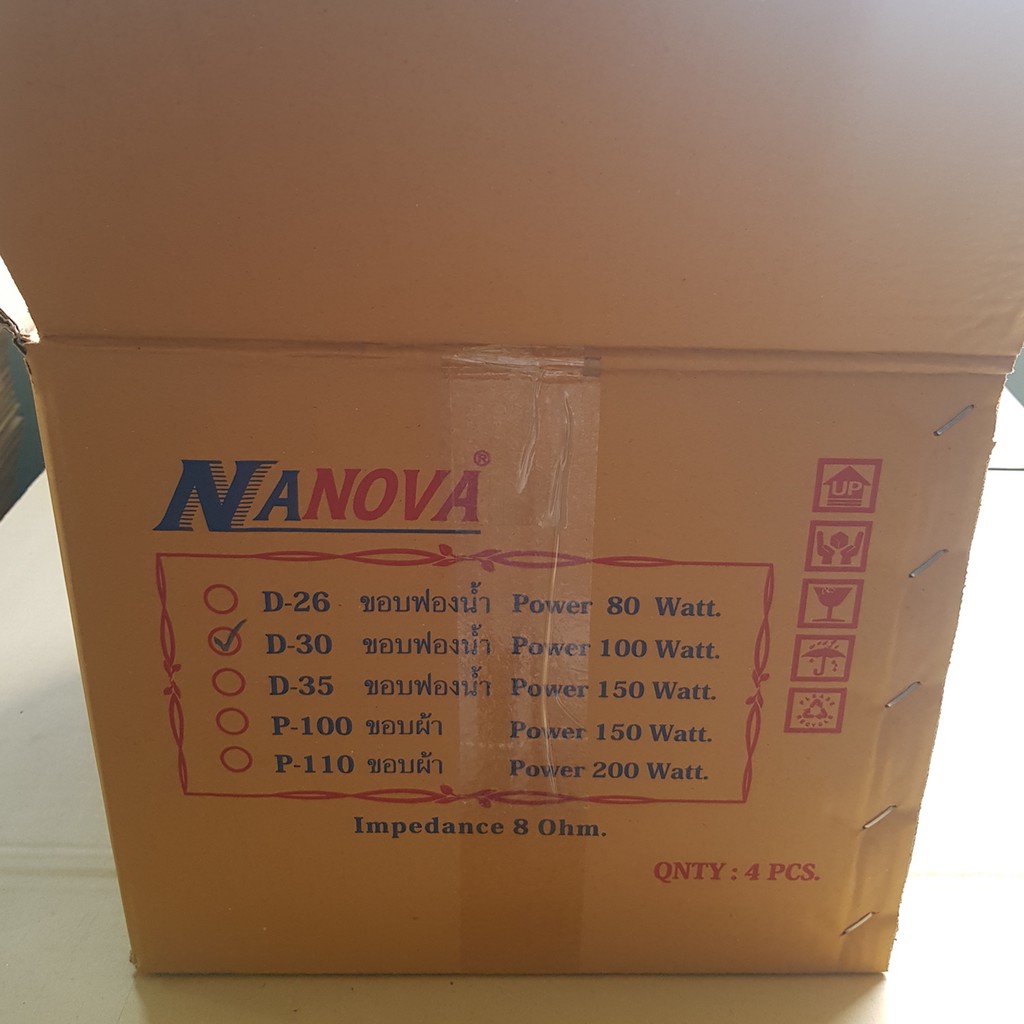 NANOVA®
UP
D-26 ขอบฟองน้ำ Power 80 Watt.
D-30 ขอบฟองน้ำ Power 100 Watt.
D-35 ขอบฟองน้ำ Power 150 Watt.
P-100 ขอบผ้า Power 150 Watt.
P-110 ขอบผ้า Power 200 Watt.
Impedance 8 Ohm.
QNTY : 4 PCS.